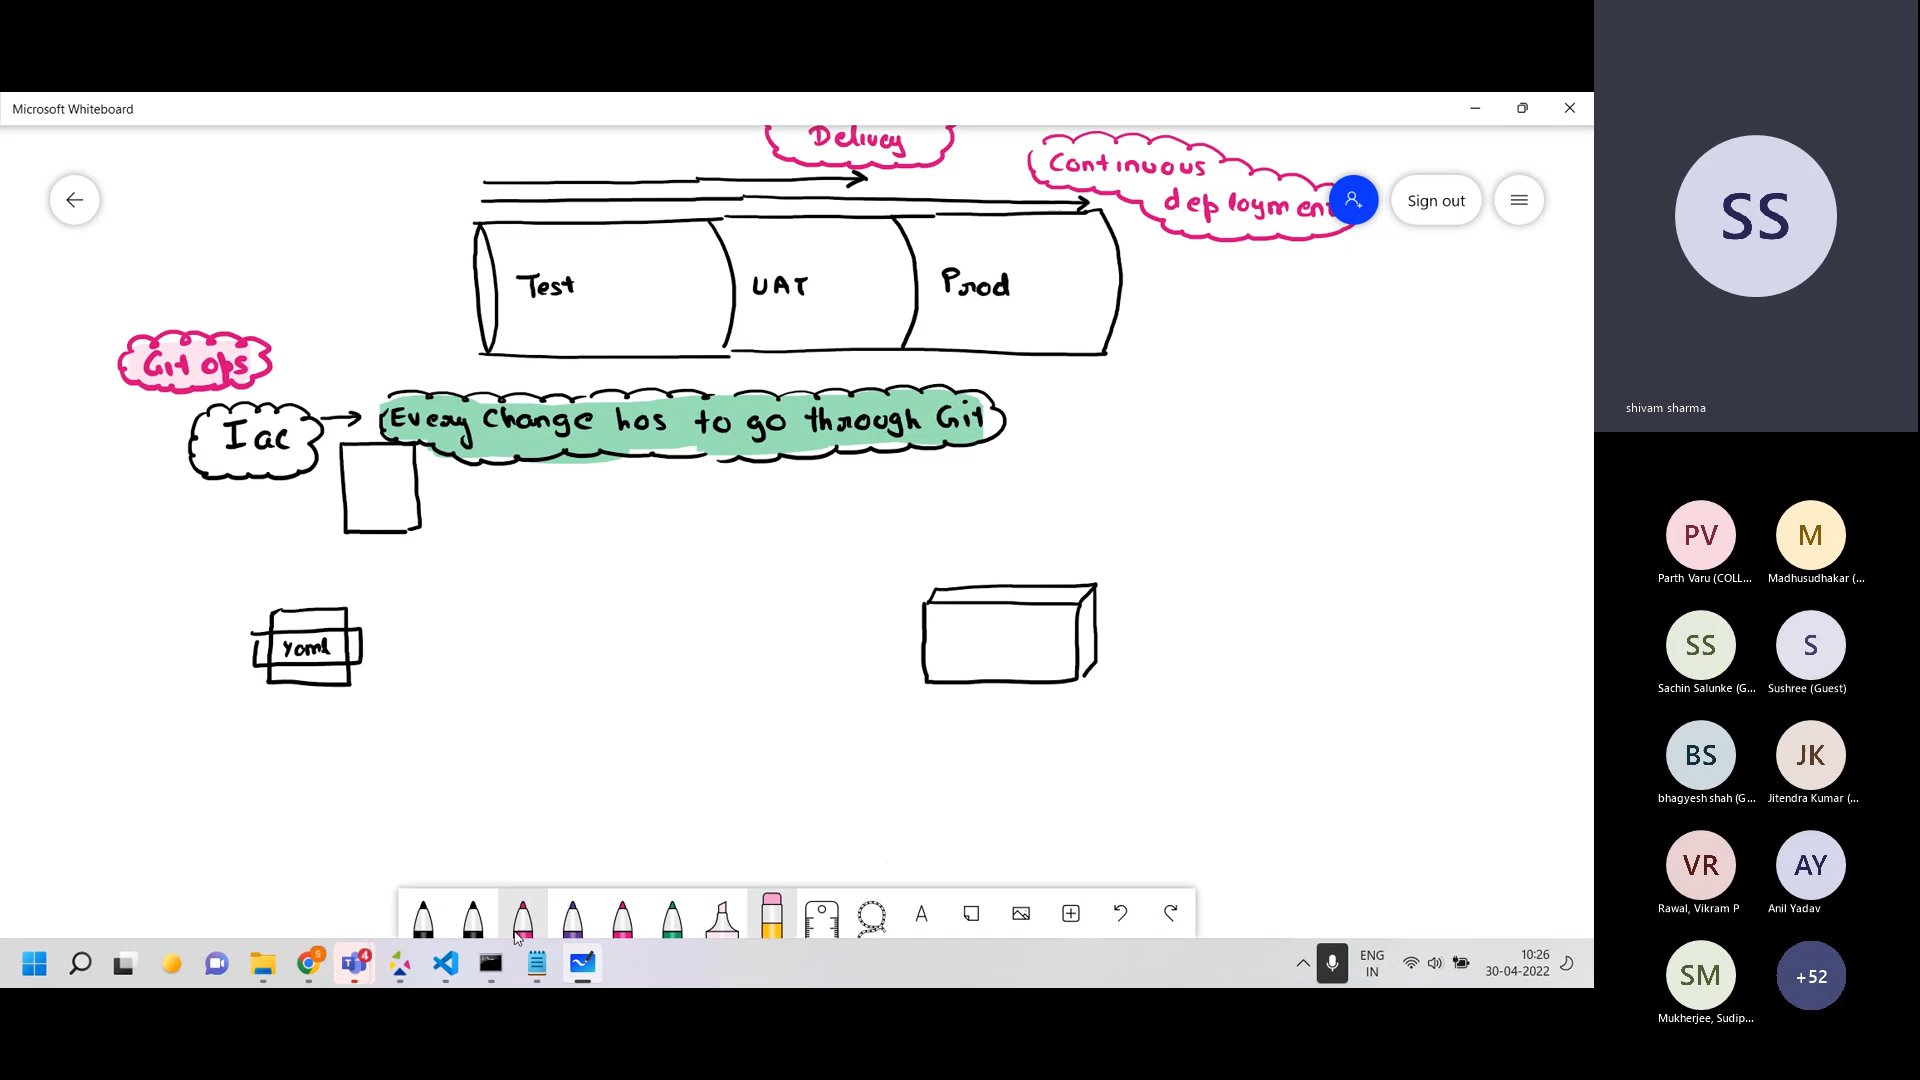 Microsoft Whiteboard
Delivey
Continuous
deployment
Sign out
Test
UAT
Prod
Git ops
Iac
Every Change has to go through Git
Yaml
SS
shivam sharma
PV
M
Parth Varu (COLL...
Madhusudhakar (...
SS
S
Sachin Salunke (G...
Sushree (Guest)
BS
JK
bhagyesh shah (G...
Jitendra Kumar (...
VR
AY
Rawal, Vikram P
Anil Yadav
SM
+52
Mukherjee, Sudip...
A
S
4
ENG
IN
10:26
30-04-2022